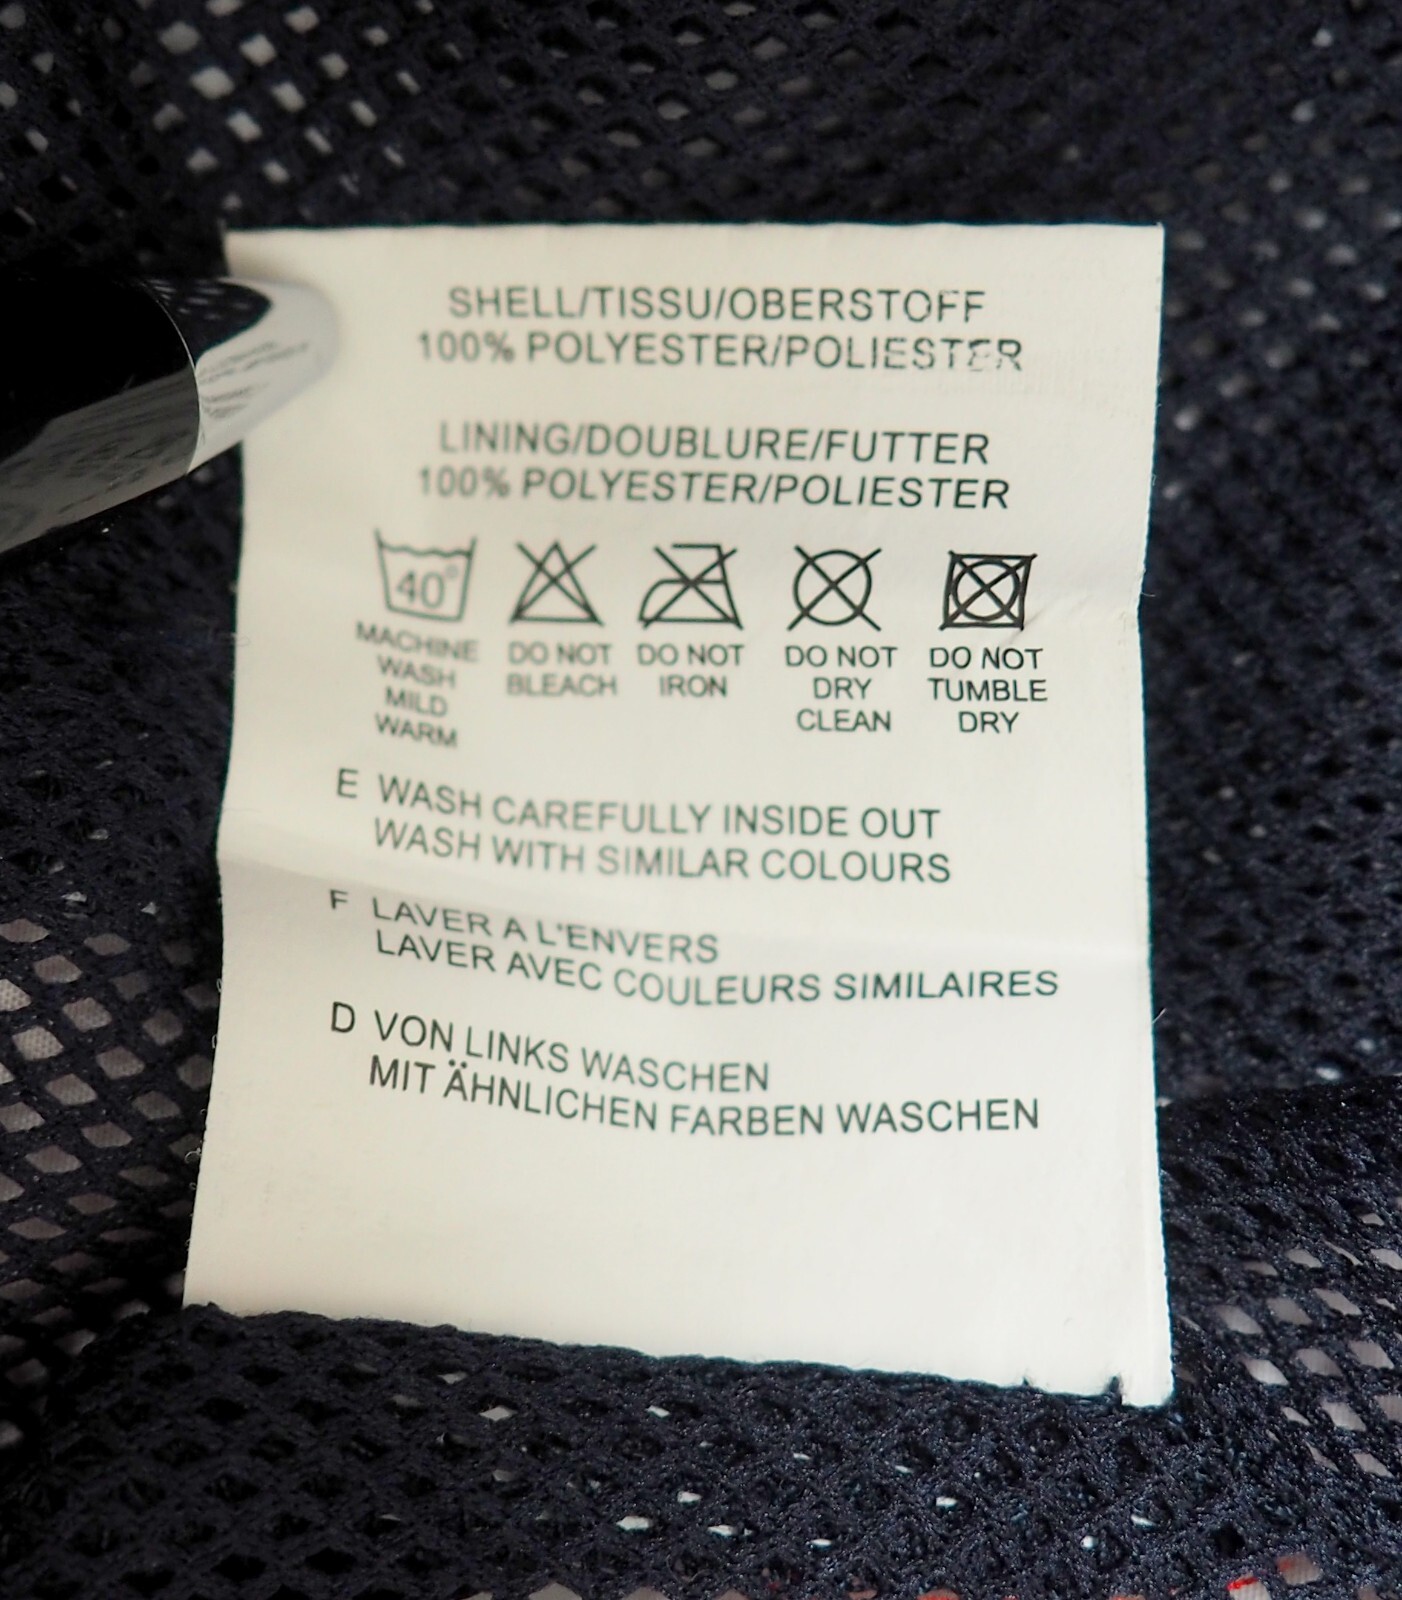 SHELL/TISSU/OBERSTOFF
100% POLYESTER/POLIESTER
LINING/DOUBLURE/FUTTER
100% POLYESTER/POLIESTER
40°
MACHINE WASH MILD WARM
DO NOT BLEACH
DO NOT IRON
DO NOT DRY CLEAN
DO NOT TUMBLE DRY
E WASH CAREFULLY INSIDE OUT
WASH WITH SIMILAR COLOURS
F LAVER A L'ENVERS
LAVER AVEC COULEURS SIMILAIRES
D VON LINKS WASCHEN
MIT ÄHNLICHEN FARBEN WASCHEN